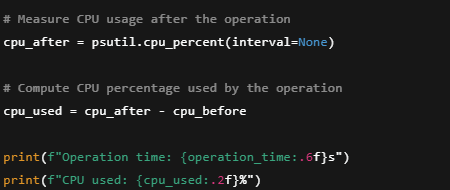 # Measure CPU usage after the operation
cpu_after = psutil.cpu_percent(interval=None)
# Compute CPU percentage used by the operation
cpu_used = cpu_after - cpu_before
print(f"Operation time: {operation_time:.6f}s")
print(f"CPU used: {cpu_used:.2f}%")